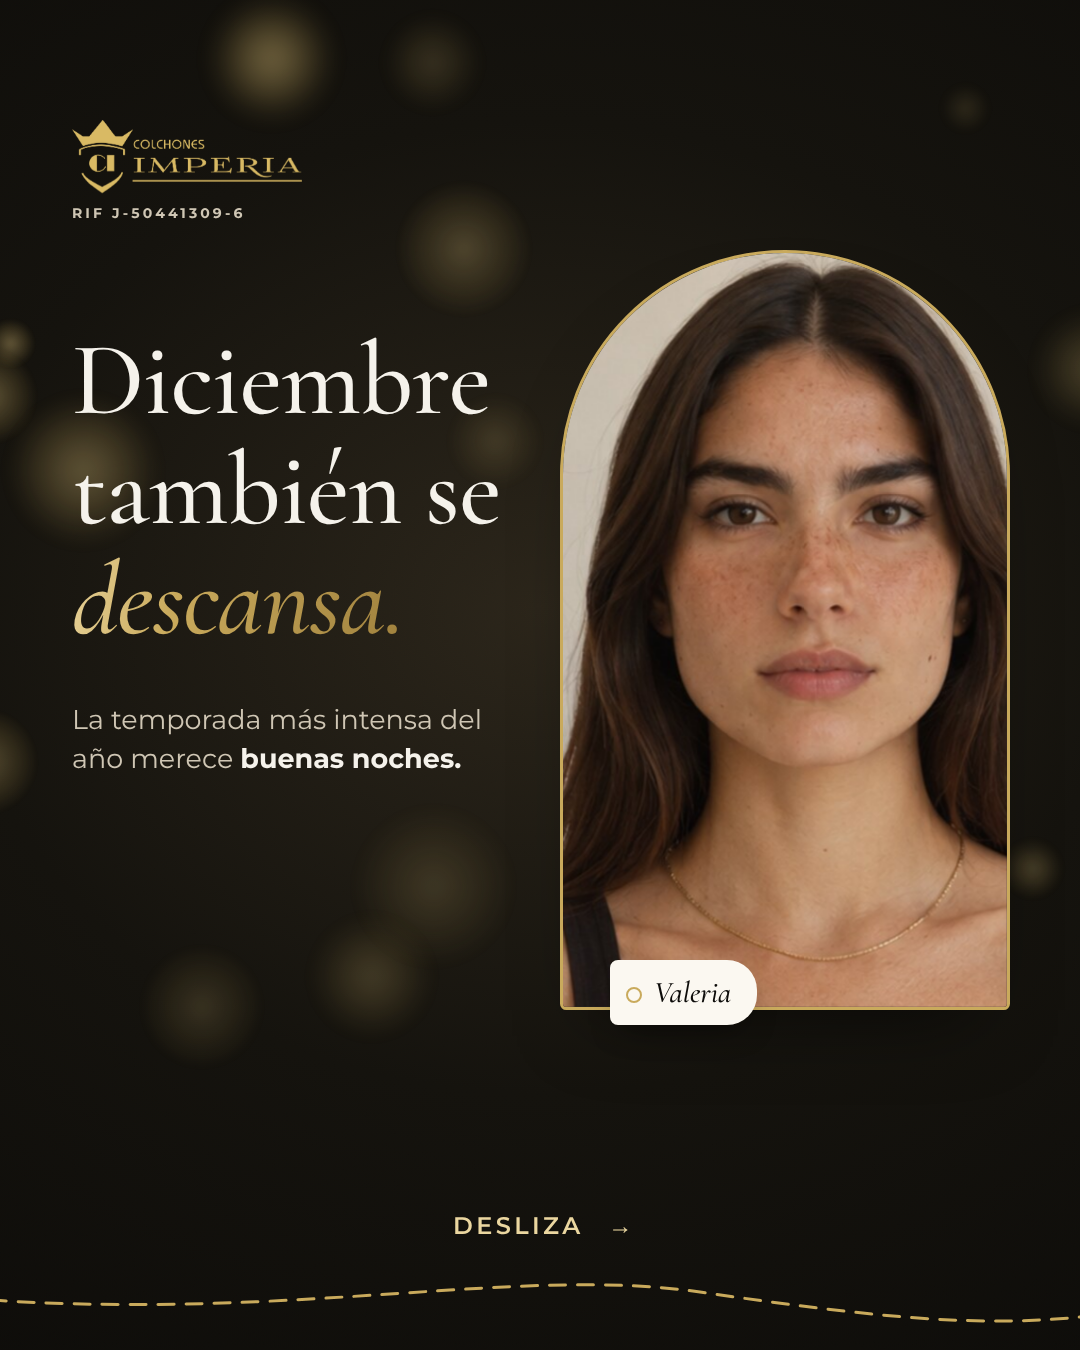 COLCHONES
IMPERIA
RIF J-50441309-6
Diciembre
también se
descansa.
La temporada más intensa del
año merece buenas noches.
Valeria
DESLIZA →